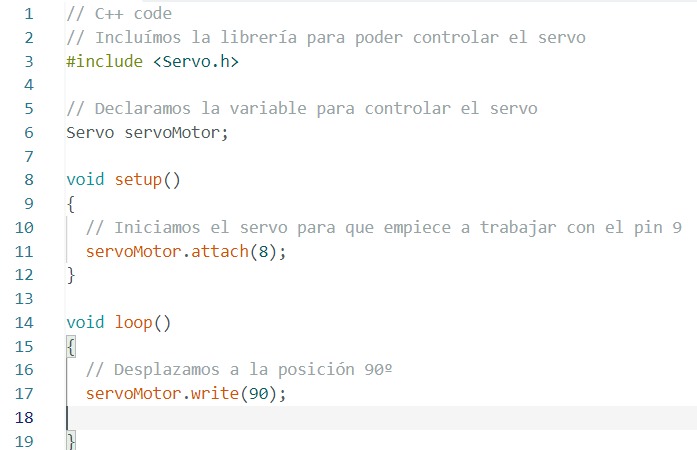 1 // C++ code
2 // Incluímos la librería para poder controlar el servo
3 #include <Servo.h>
4
5 // Declaramos la variable para controlar el servo
6 Servo servoMotor;
7
8 void setup()
9 {
10 // Iniciamos el servo para que empiece a trabajar con el pin 9
11 servoMotor.attach(8);
12 }
13
14 void loop()
15 {
16 // Desplazamos a la posición 90º
17 servoMotor.write(90);
18
19 }